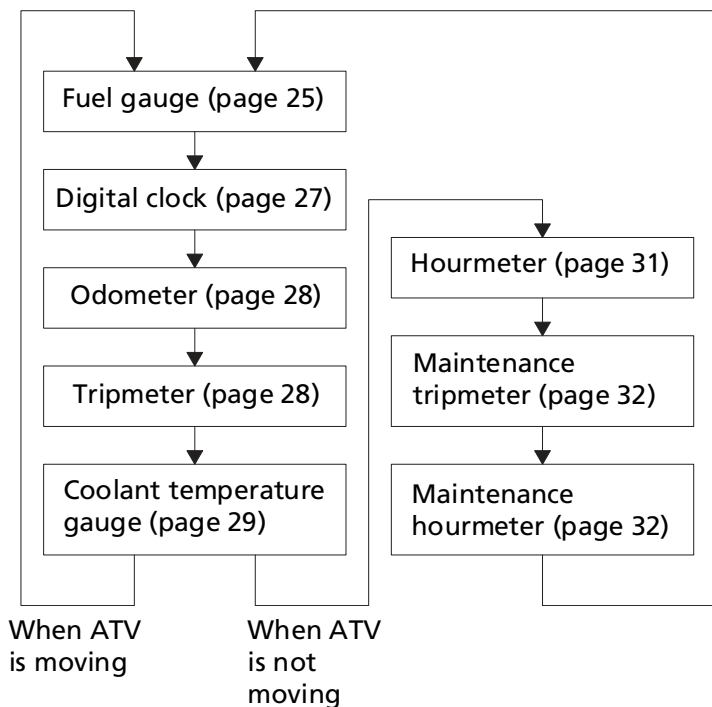 Fuel gauge (page 25)
Digital clock (page 27)
Odometer (page 28)
Tripmeter (page 28)
Coolant temperature
gauge (page 29)
When ATV
is moving
When ATV
is not
moving
Hourmeter (page 31)
Maintenance
tripmeter (page 32)
Maintenance
hourmeter (page 32)